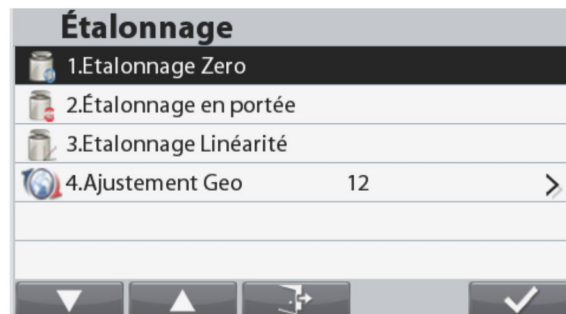 Étalonnage
1.Etalonnage Zero
2.Étalonnage en portée
3.Etalonnage Linéarité
4.Ajustement Geo 12